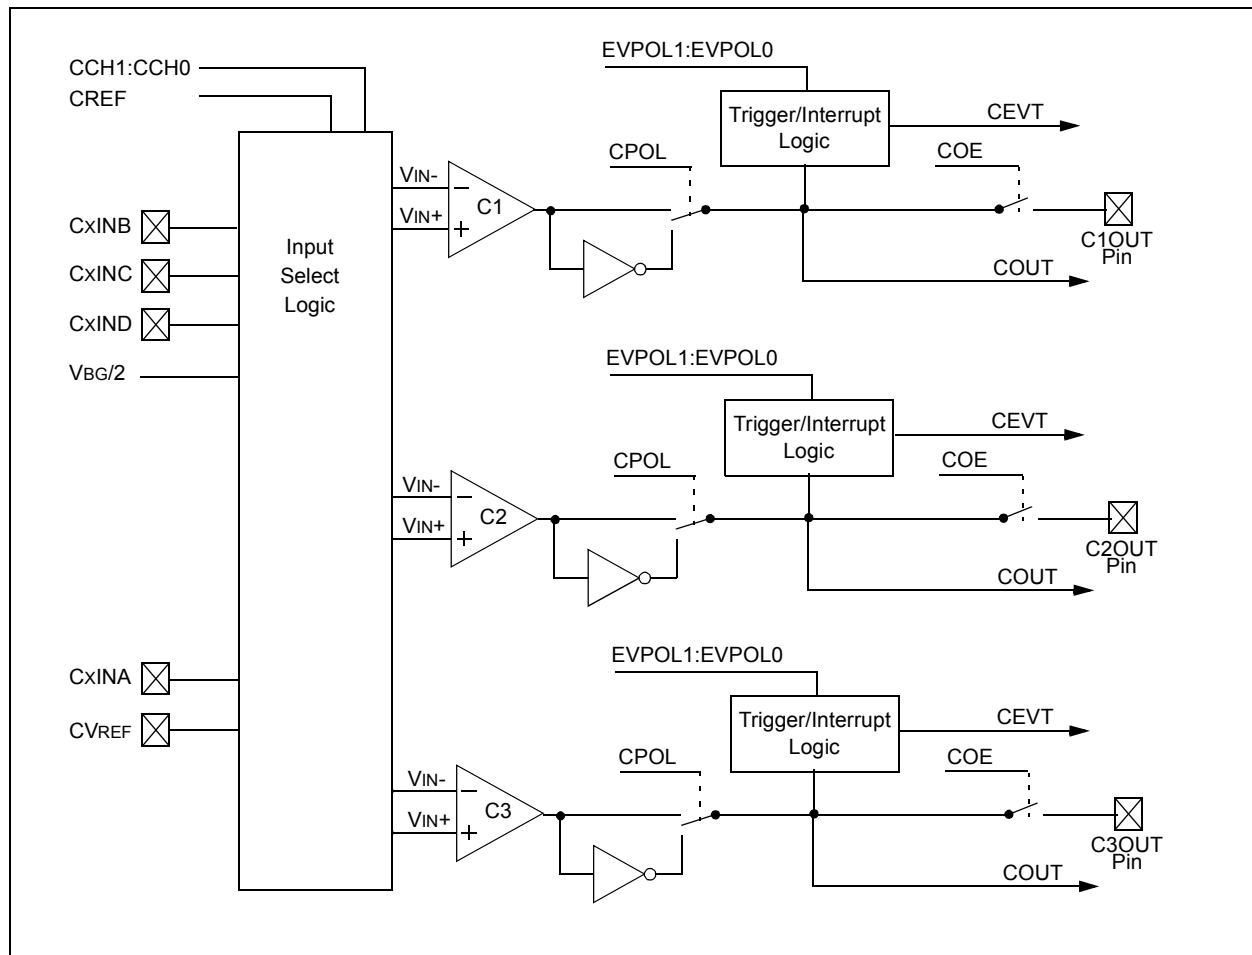 CCH1:CCH0
CREF
CXINB
CXINC
CXIND
VBG/2
CXINA
CVREF
Input
Select
Logic
EVPOL1:EVPOL0
Trigger/Interrupt
Logic
CEVT
CPOL
COE
VIN-
VIN+
−
+
C1
C1OUT
Pin
COUT
EVPOL1:EVPOL0
Trigger/Interrupt
Logic
CEVT
CPOL
COE
VIN-
VIN+
−
+
C2
C2OUT
Pin
COUT
EVPOL1:EVPOL0
Trigger/Interrupt
Logic
CEVT
CPOL
COE
VIN-
VIN+
−
+
C3
C3OUT
Pin
COUT